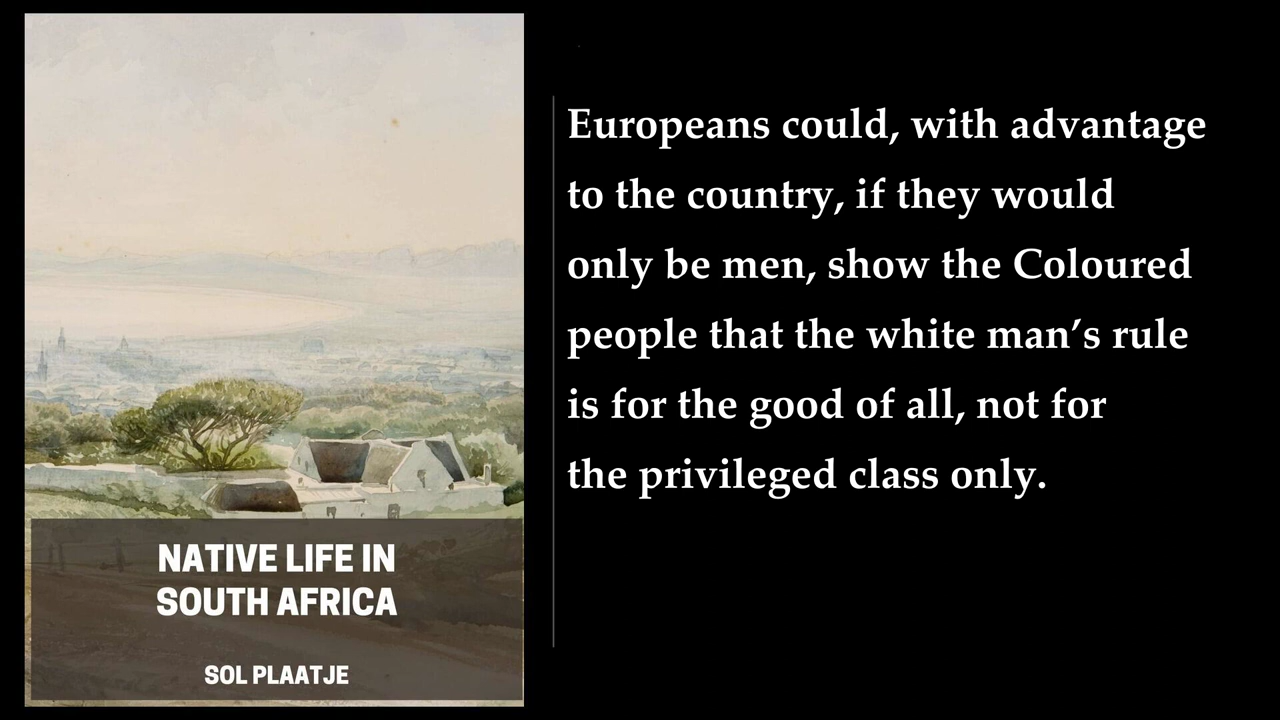 Europeans could, with advantage
to the country, if they would
only be men, show the Coloured
people that the white man’s rule
is for the good of all, not for
the privileged class only.
NATIVE LIFE IN
SOUTH AFRICA
SOL PLAATJE